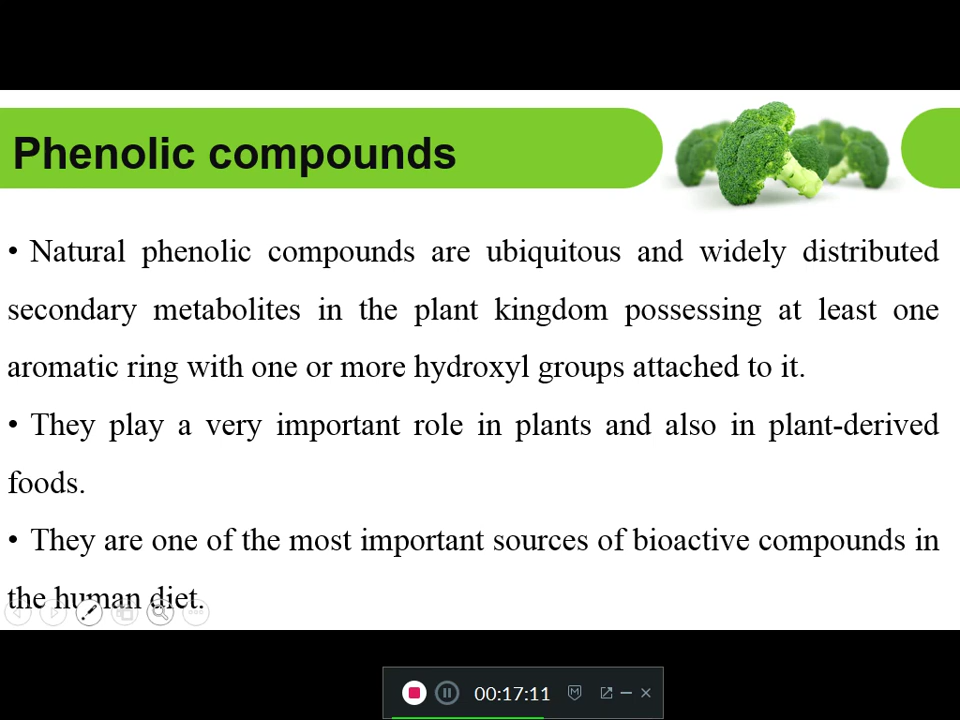 Phenolic compounds
• Natural phenolic compounds are ubiquitous and widely distributed
secondary metabolites in the plant kingdom possessing at least one
aromatic ring with one or more hydroxyl groups attached to it.
• They play a very important role in plants and also in plant-derived
foods.
• They are one of the most important sources of bioactive compounds in
the human diet.
00:17:11